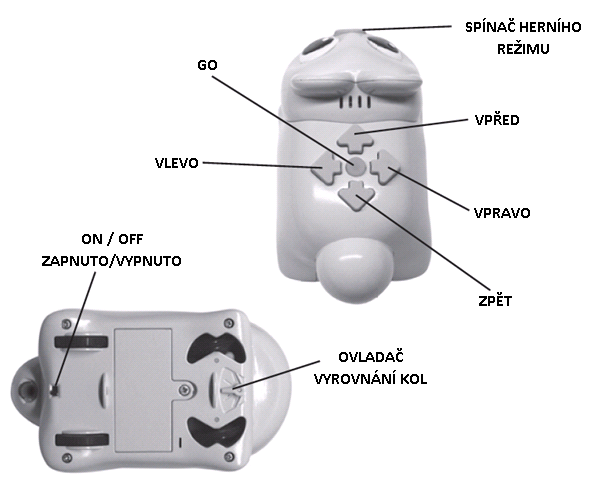 SPÍNAČ HERNÍHO
REŽIMU
GO
VPŘED
VLEVO
VPRAVO
ON / OFF
ZAPNUTO/VYPNUTO
ZPĚT
OVLADAČ
VYROVNÁNÍ KOL